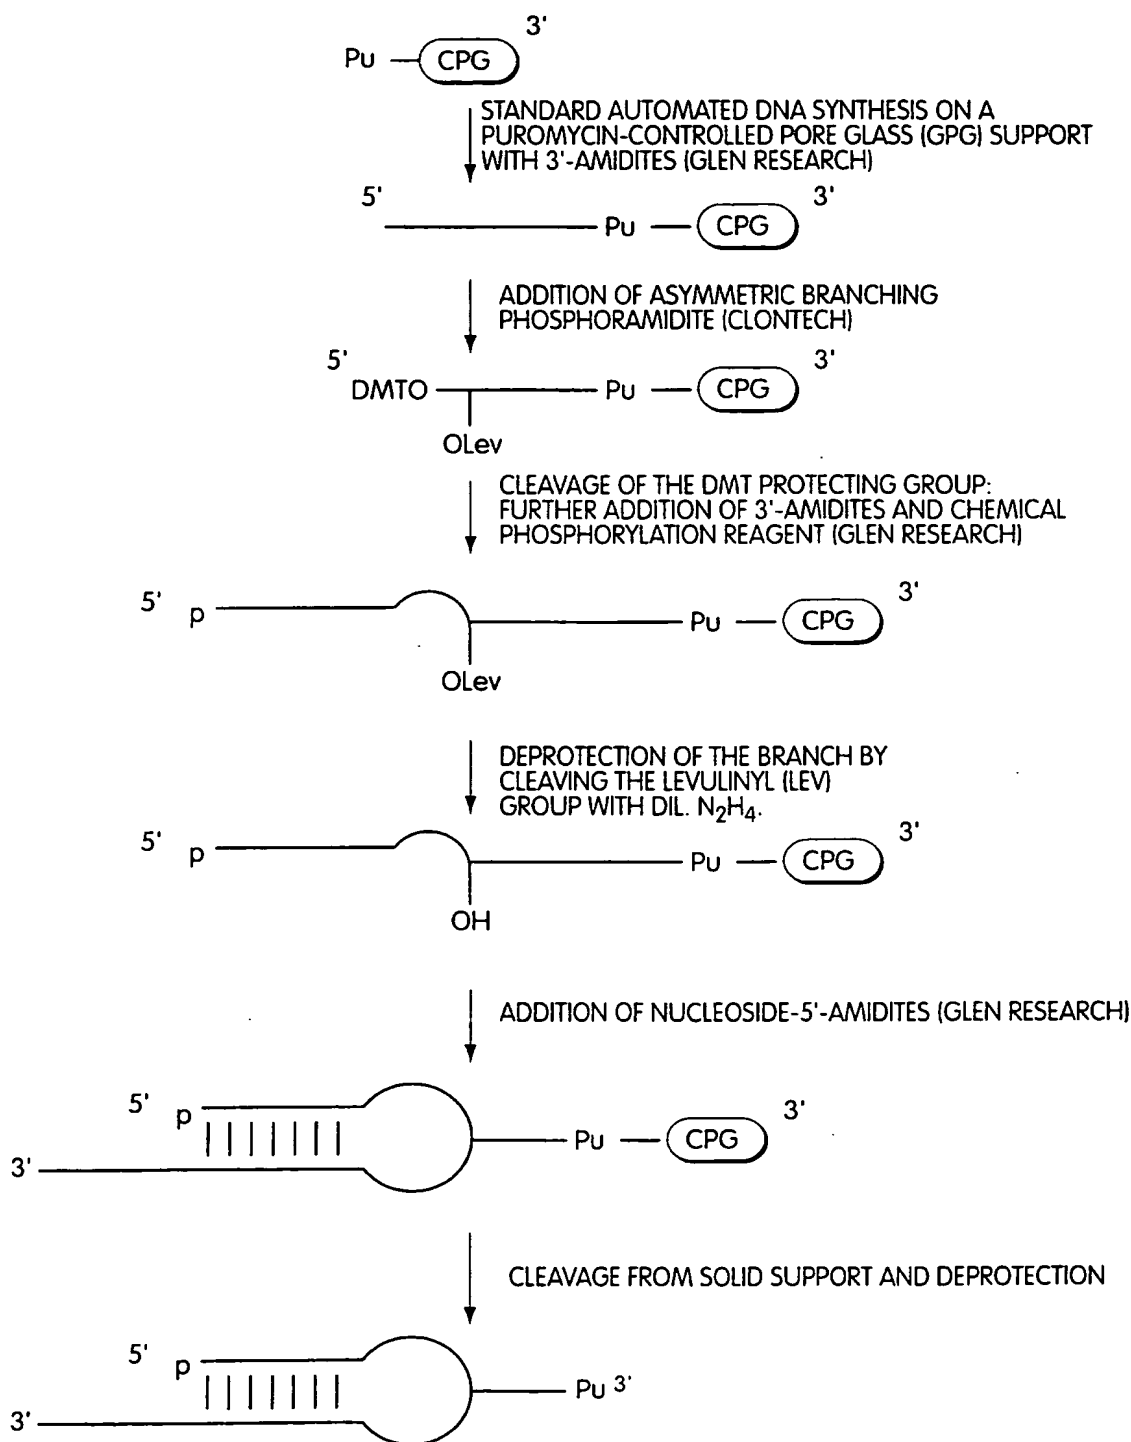 3'
Pu CPG
STANDARD AUTOMATED DNA SYNTHESIS ON A
PUROMYCIN-CONTROLLED PORE GLASS (GPG) SUPPORT
WITH 3'-AMIDITES (GLEN RESEARCH)
5' 3'
Pu CPG
ADDITION OF ASYMMETRIC BRANCHING
PHOSPHORAMIDITE (CLONTECH)
5' 3'
DMTO Pu CPG
OLev
CLEAVAGE OF THE DMT PROTECTING GROUP:
FURTHER ADDITION OF 3'-AMIDITES AND CHEMICAL
PHOSPHORYLATION REAGENT (GLEN RESEARCH)
5' 3'
p Pu CPG
OLev
DEPROTECTION OF THE BRANCH BY
CLEAVING THE LEVULINYL (LEV)
GROUP WITH DIL. N2H4.
5' 3'
p Pu CPG
OH
ADDITION OF NUCLEOSIDE-5'-AMIDITES (GLEN RESEARCH)
5' 3'
p Pu CPG
3'
CLEAVAGE FROM SOLID SUPPORT AND DEPROTECTION
5'
p Pu 3'
3'